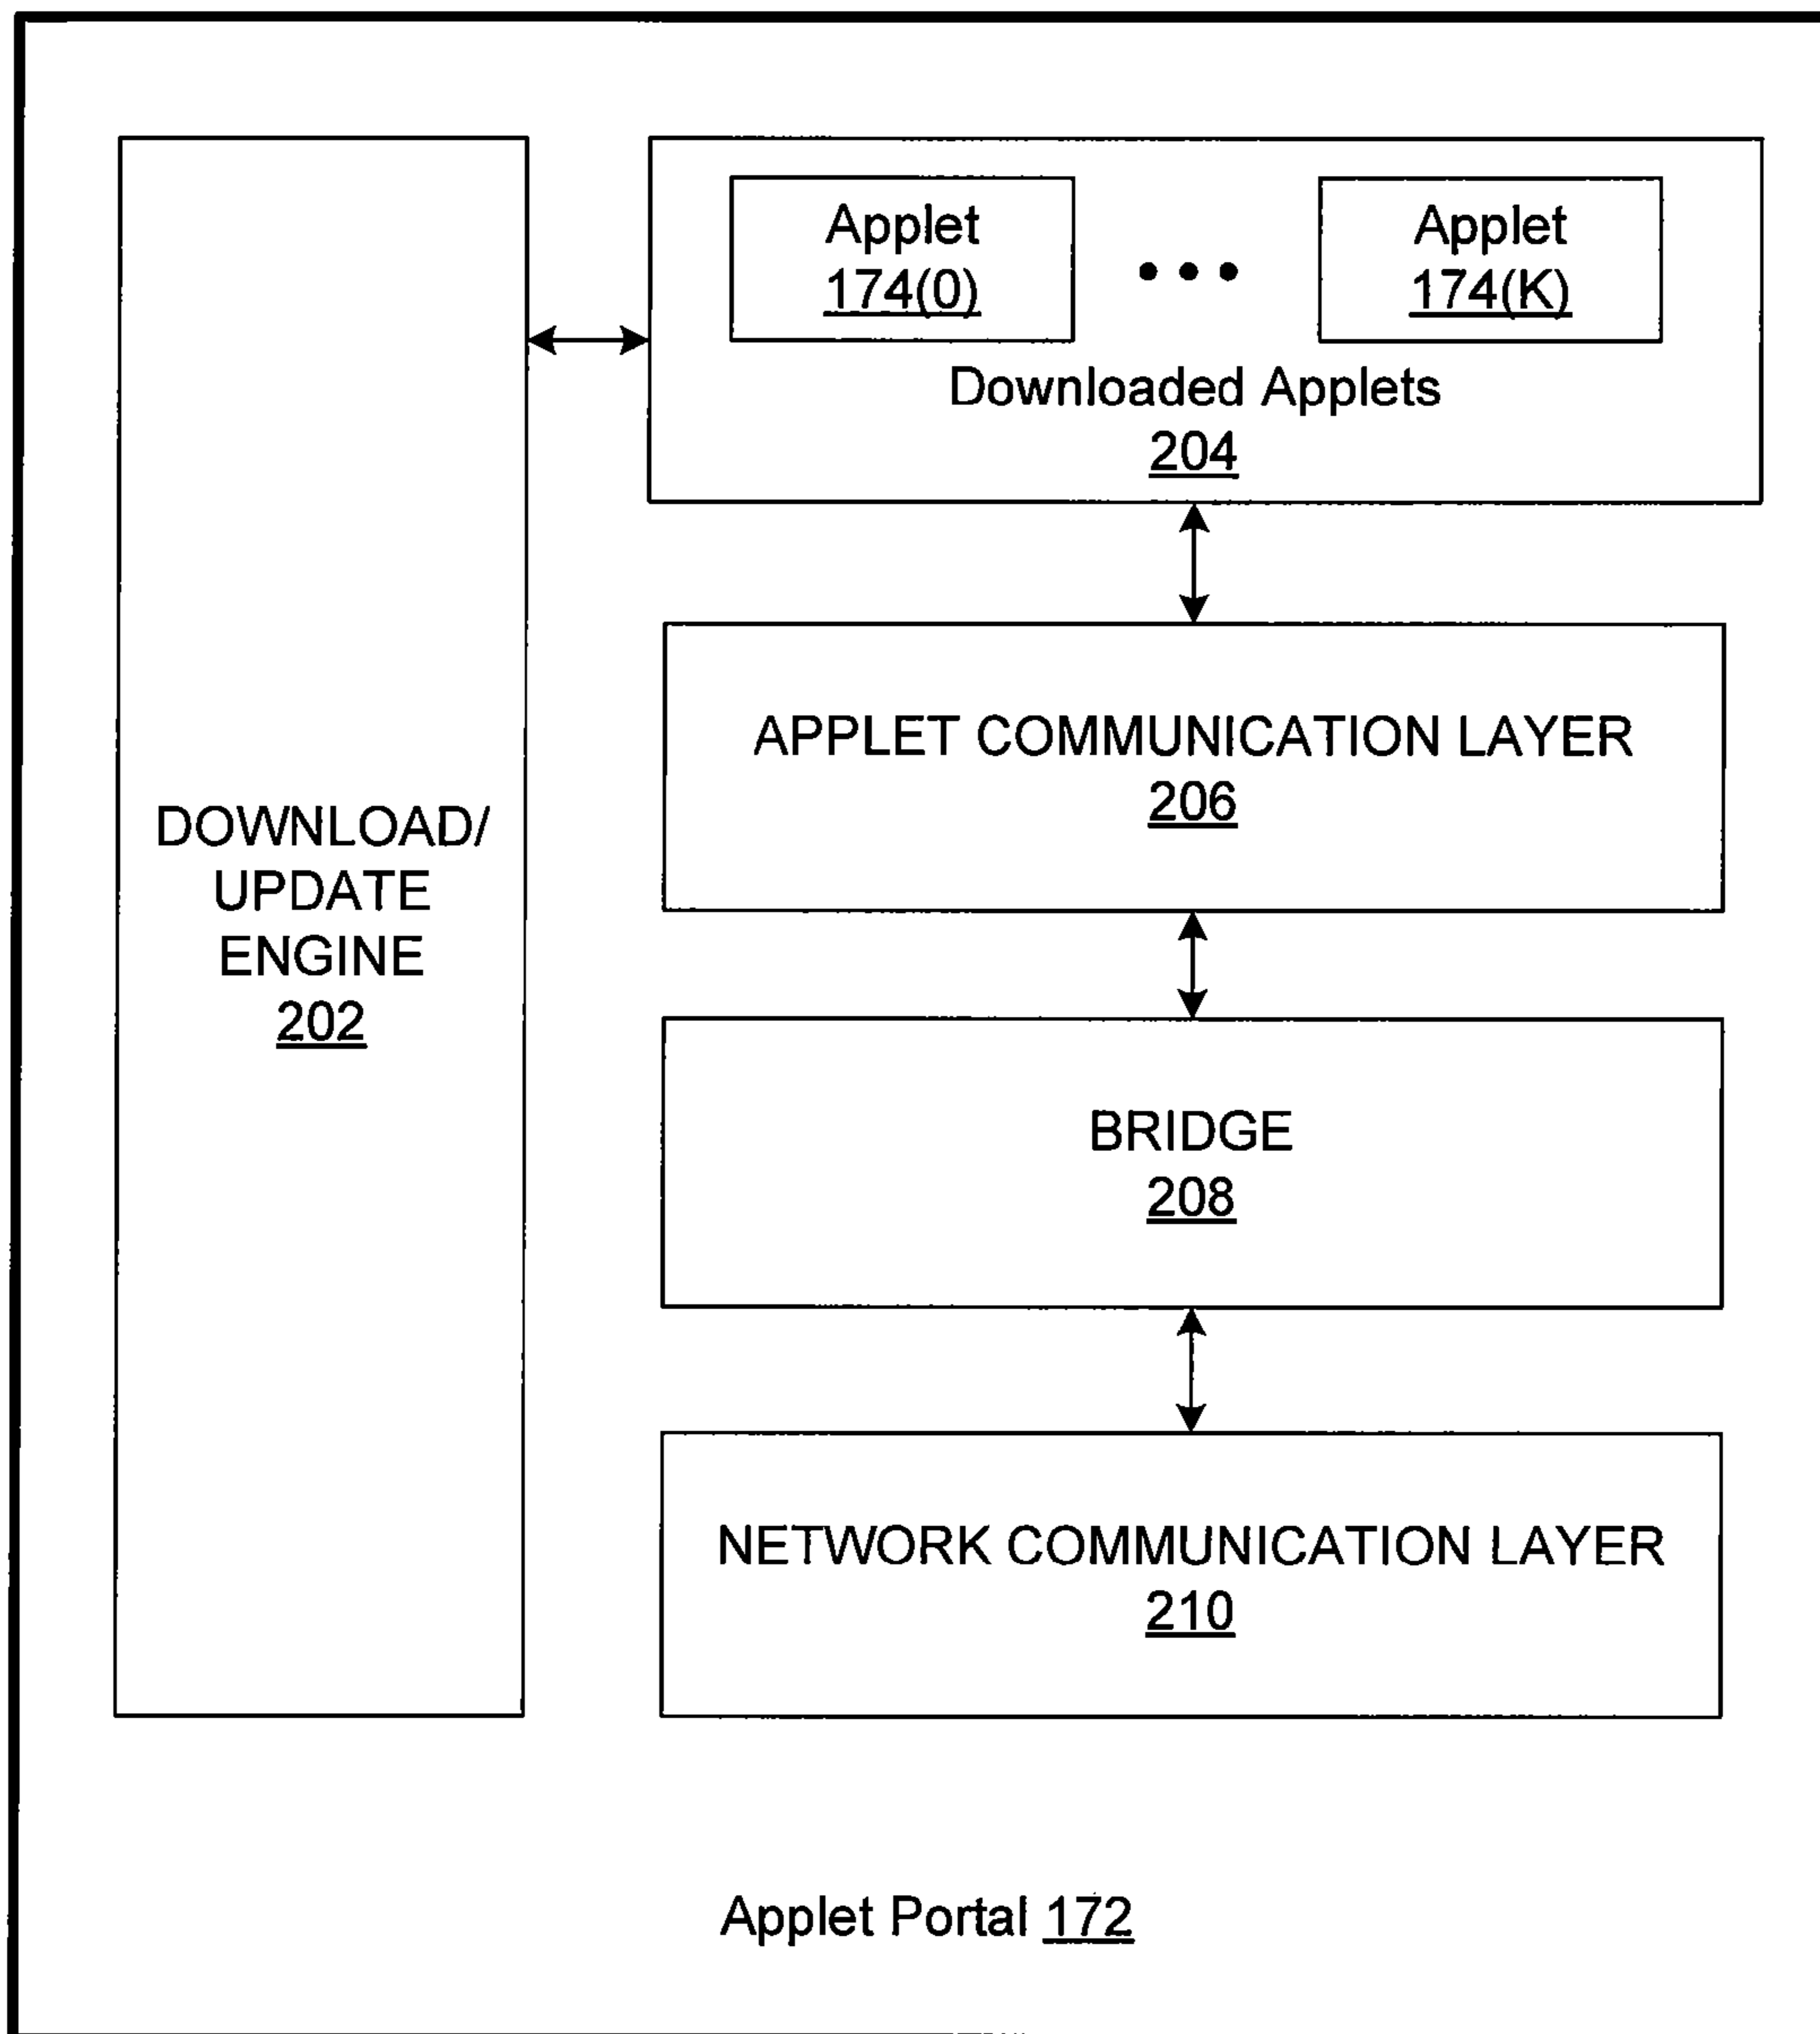 Applet
174(0)
• • •
Applet
174(K)
Downloaded Applets
204
DOWNLOAD/
UPDATE
ENGINE
202
APPLET COMMUNICATION LAYER
206
BRIDGE
208
NETWORK COMMUNICATION LAYER
210
Applet Portal 172